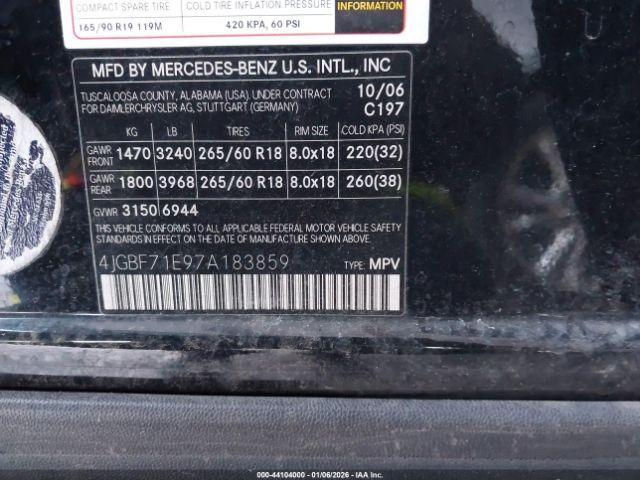 COMPACT SPARE TIRE COLD TIRE INFLATION PRESSURE INFORMATION
165/90 R19 119M 420 KPA, 60 PSI
MFD BY MERCEDES-BENZ U.S. INTL., INC
TUSCALOOSA COUNTY, ALABAMA (USA). UNDER CONTRACT 10/06
FOR DAIMLERCHRYSLER AG, STUTTGART (GERMANY) C197
KG LB TIRES RIM SIZE COLD KPA (PSI)
GAWR FRONT 1470 3240 265/60 R18 8.0x18 220(32)
GAWR REAR 1800 3968 265/60 R18 8.0x18 260(38)
GVWR 3150 6944
THIS VEHICLE CONFORMS TO ALL APPLICABLE FEDERAL MOTOR VEHICLE SAFETY
STANDARDS IN EFFECT ON THE DATE OF MANUFACTURE SHOWN ABOVE.
4JGBF71E97A183859 TYPE: MPV
000-44104000 - 01/06/2026 - IAA Inc.